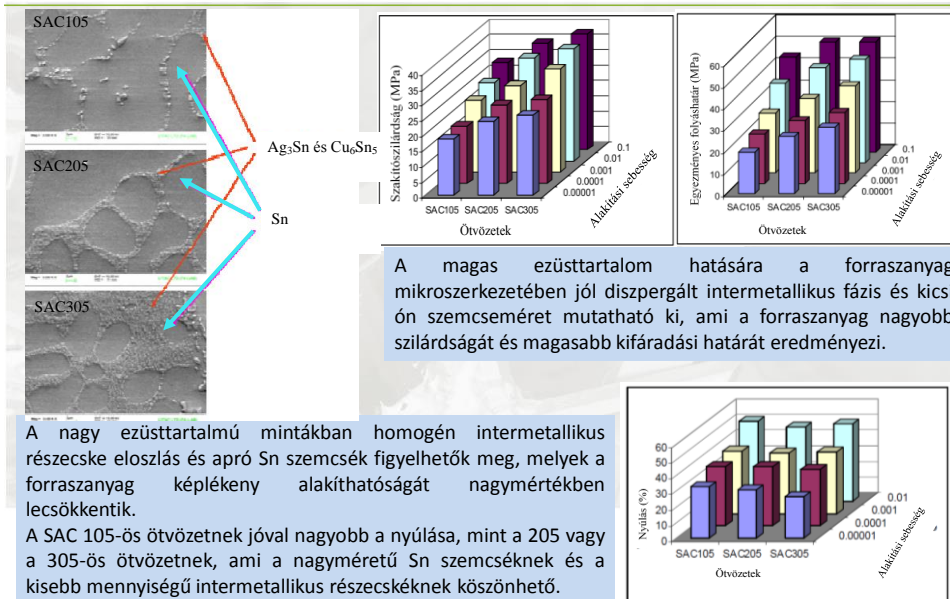 SAC105
SAC205
SAC305
Ag₃Sn és Cu₆Sn₅
Sn
Szakítószilárdság (MPa)
40
35
30
25
20
15
10
5
0
SAC105 SAC205 SAC305
Ötvözetek
0.1
0.01
0.001
0.0001
0.00001
Alakítási sebesség
Egyezményes folyáshatár (MPa)
60
50
40
30
20
10
0
SAC105 SAC205 SAC305
Ötvözetek
0.1
0.01
0.001
0.0001
0.00001
Alakítási sebesség
A magas ezüsttartalom hatására a forraszanyag
mikroszerkezetében jól diszpergált intermetallikus fázis és kics
ón szemcseméret mutatható ki, ami a forraszanyag nagyobb
szilárdságát és magasabb kifáradási határát eredményezi.
A nagy ezüsttartalmú mintákban homogén intermetallikus
részecske eloszlás és apró Sn szemcsék figyelhetők meg, melyek a
forraszanyag képlékeny alakíthatóságát nagymértékben
lecsökkentik.
A SAC 105-ös ötvözetnek jóval nagyobb a nyúlása, mint a 205 vagy
a 305-ös ötvözetnek, ami a nagyméretű Sn szemcséknek és a
kisebb mennyiségű intermetallikus részecskéknek köszönhető.
Nyúlás (%)
60
50
40
30
20
10
0
SAC105 SAC205 SAC305
Ötvözetek
0.01
0.001
0.0001
0.00001
Alakítási sebesség